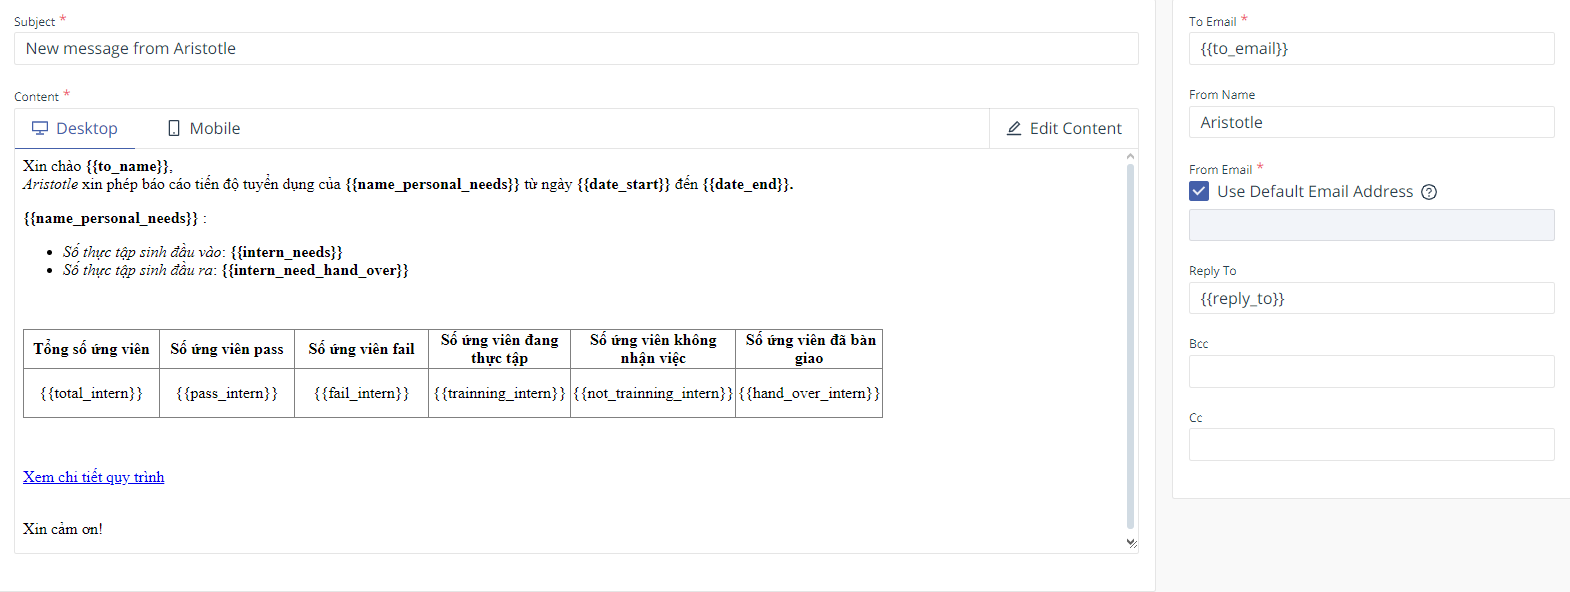 Subject *
New message from Aristotle
Content *
Desktop
Mobile
Edit Content
Xin chào {{to_name}},
Aristotle xin phép báo cáo tiến độ tuyển dụng của {{name_personal_needs}} từ ngày {{date_start}} đến {{date_end}}.
{{name_personal_needs}} :
• Số thực tập sinh đầu vào: {{intern_needs}}
• Số thực tập sinh đầu ra: {{intern_need_hand_over}}
Tổng số ứng viên
Số ứng viên pass
Số ứng viên fail
Số ứng viên đang
thực tập
Số ứng viên không
nhận việc
Số ứng viên đã bàn
giao
{{total_intern}}
{{pass_intern}}
{{fail_intern}}
{{trainning_intern}}
{{not_trainning_intern}}
{{hand_over_intern}}
Xem chi tiết quy trình
Xin cảm ơn!
To Email *
{{to_email}}
From Name
Aristotle
From Email *
Use Default Email Address
Reply To
{{reply_to}}
Bcc
Cc